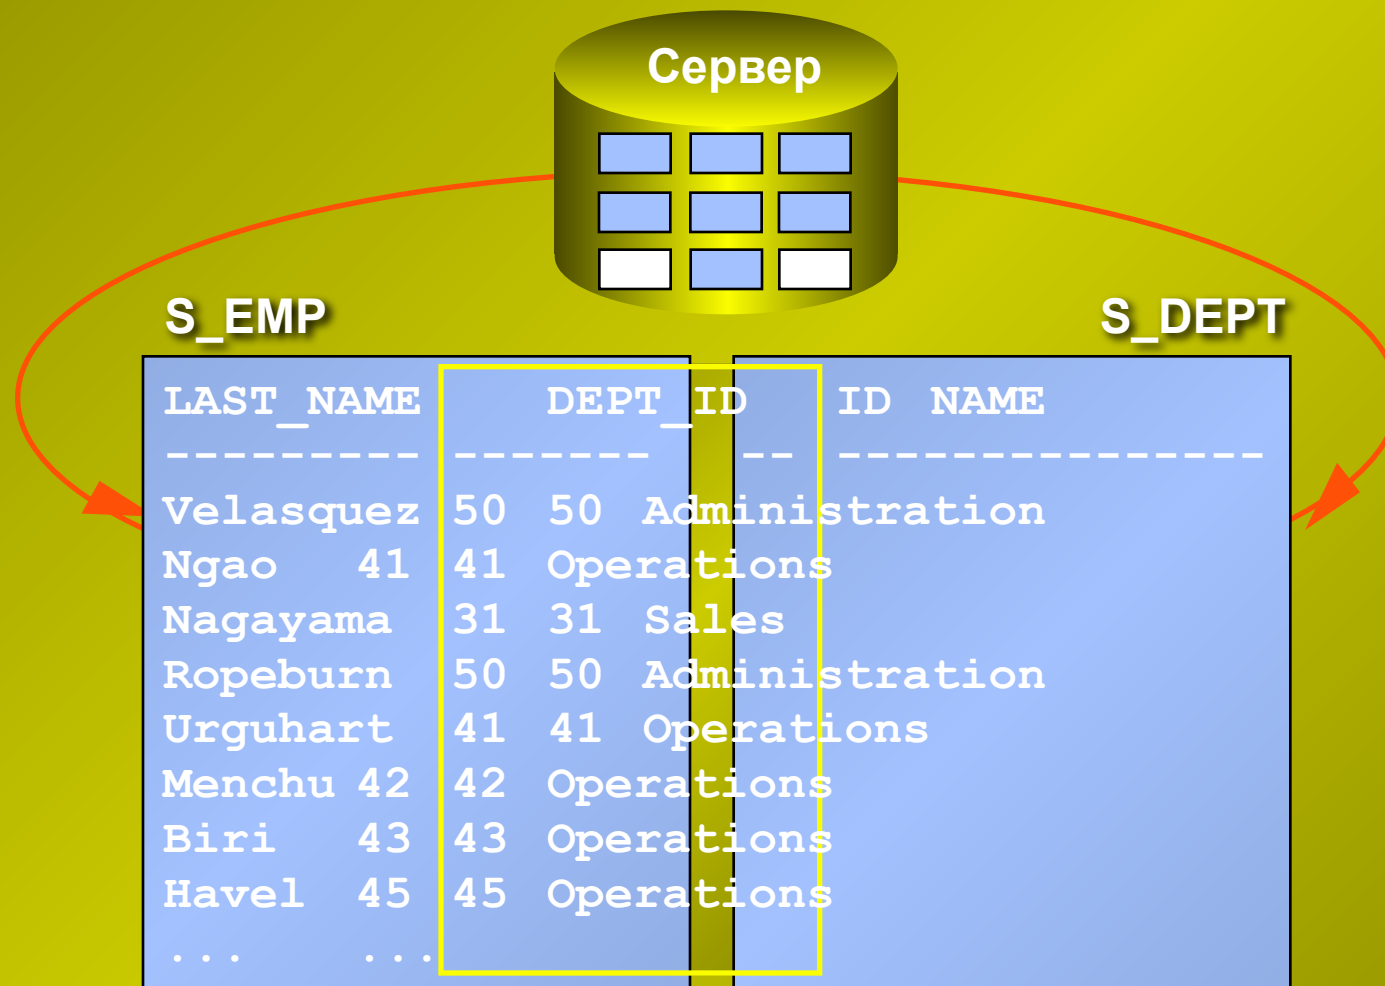 Сервер
S_EMP S_DEPT
LAST_NAME DEPT_ID ID NAME
--------- ------- -- ---------------
Velasquez 50 50 Administration
Ngao 41 41 Operations
Nagayama 31 31 Sales
Ropeburn 50 50 Administration
Urguhart 41 41 Operations
Menchu 42 42 Operations
Biri 43 43 Operations
Havel 45 45 Operations
... ...